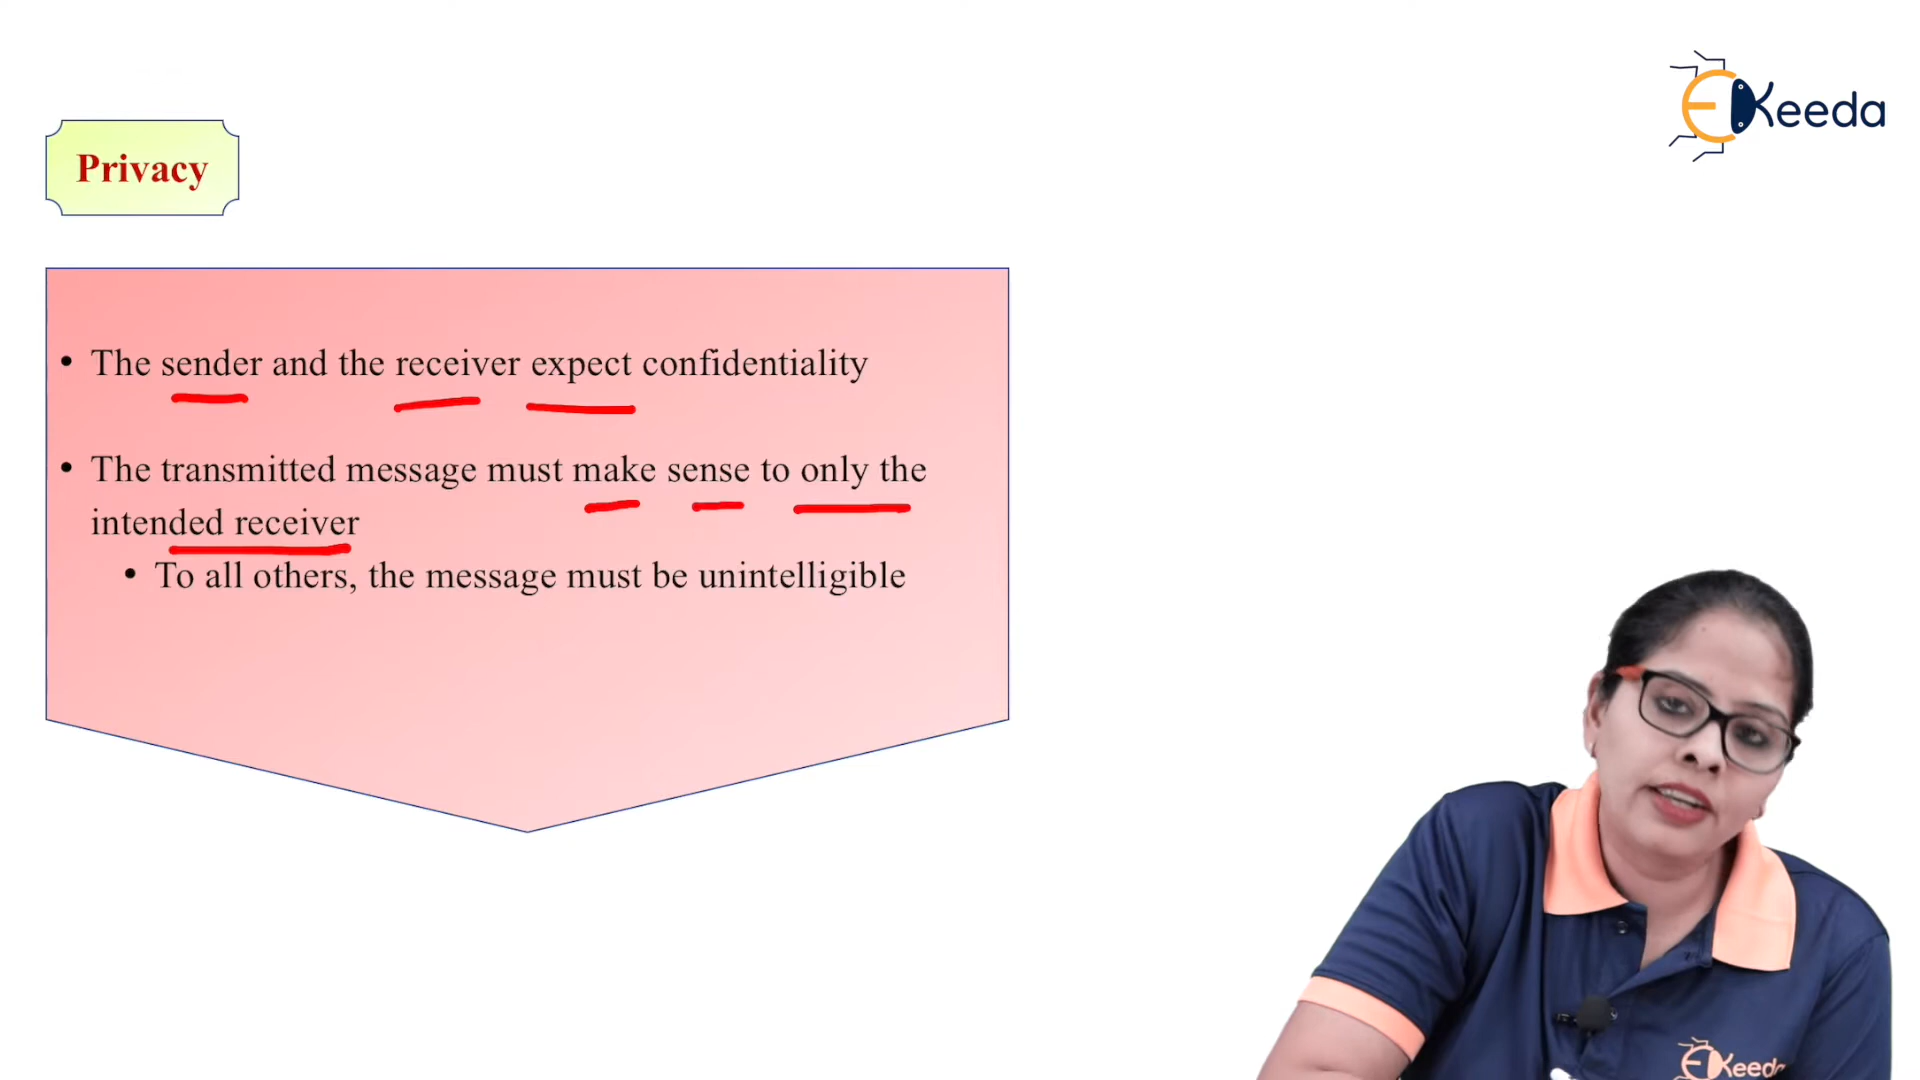 EKeeda
Privacy
• The sender and the receiver expect confidentiality
• The transmitted message must make sense to only the
intended receiver
• To all others, the message must be unintelligible
EKeeda